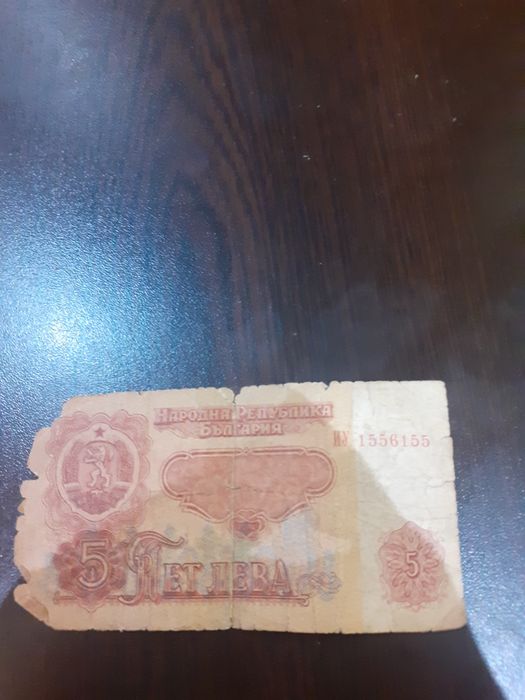 НАРОДНА РЕПУБЛИКА
БЪЛГАРИЯ
ИУ 1556155
5 ПЕТ ЛЕВА
5